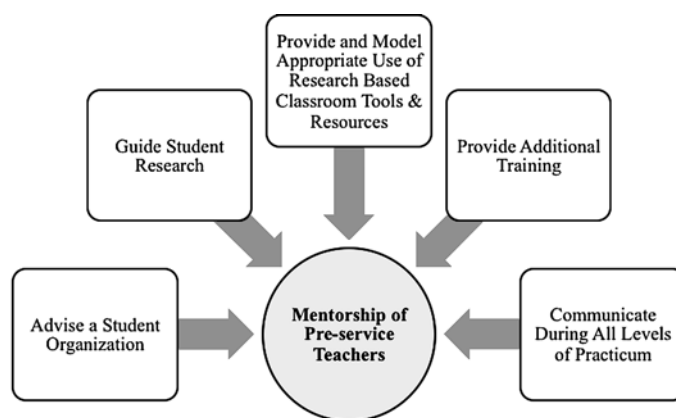 Provide and Model
Appropriate Use of
Research Based
Classroom Tools &
Resources
Guide Student
Research
Provide Additional
Training
Advise a Student
Organization
Mentorship of
Pre-service
Teachers
Communicate
During All Levels
of Practicum